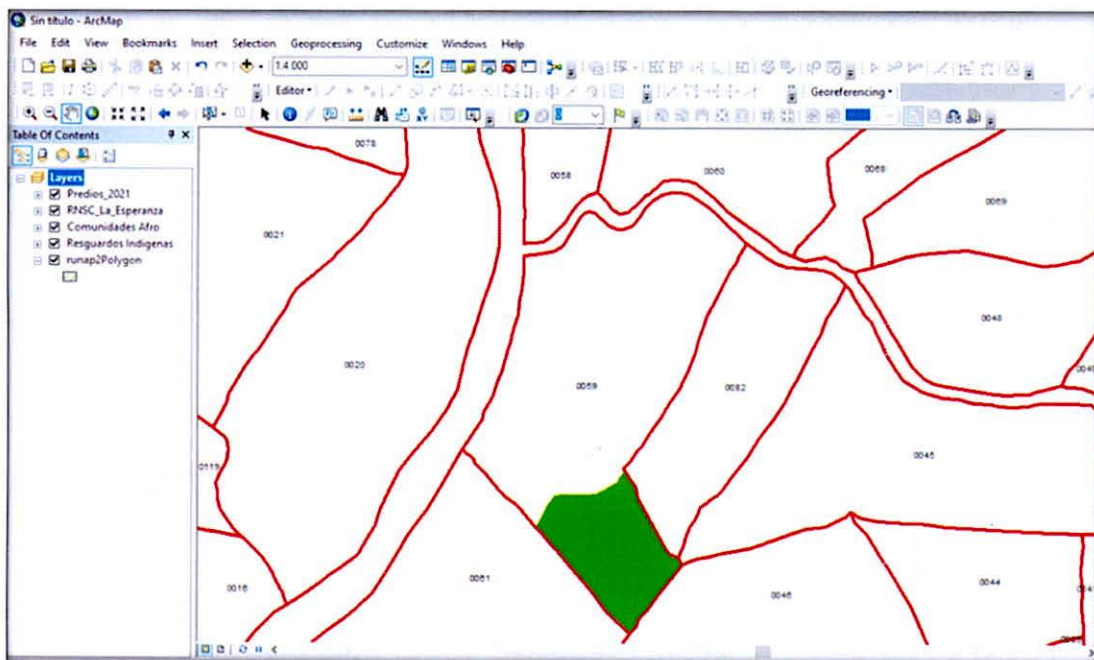 Sin título - ArcMap
File Edit View Bookmarks Insert Selection Geoprocessing Customize Windows Help
1:4.000
Editor
Georeferencing
Table Of Contents
Layers
Predios_2021
RNSC_La_Esperanza
Comunidades Afro
Resguardos Indigenas
runap2Polygon
0078
0058
0060
0069
0021
0048
0020
0059
0082
0045
0119
0016
0061
0046
0044